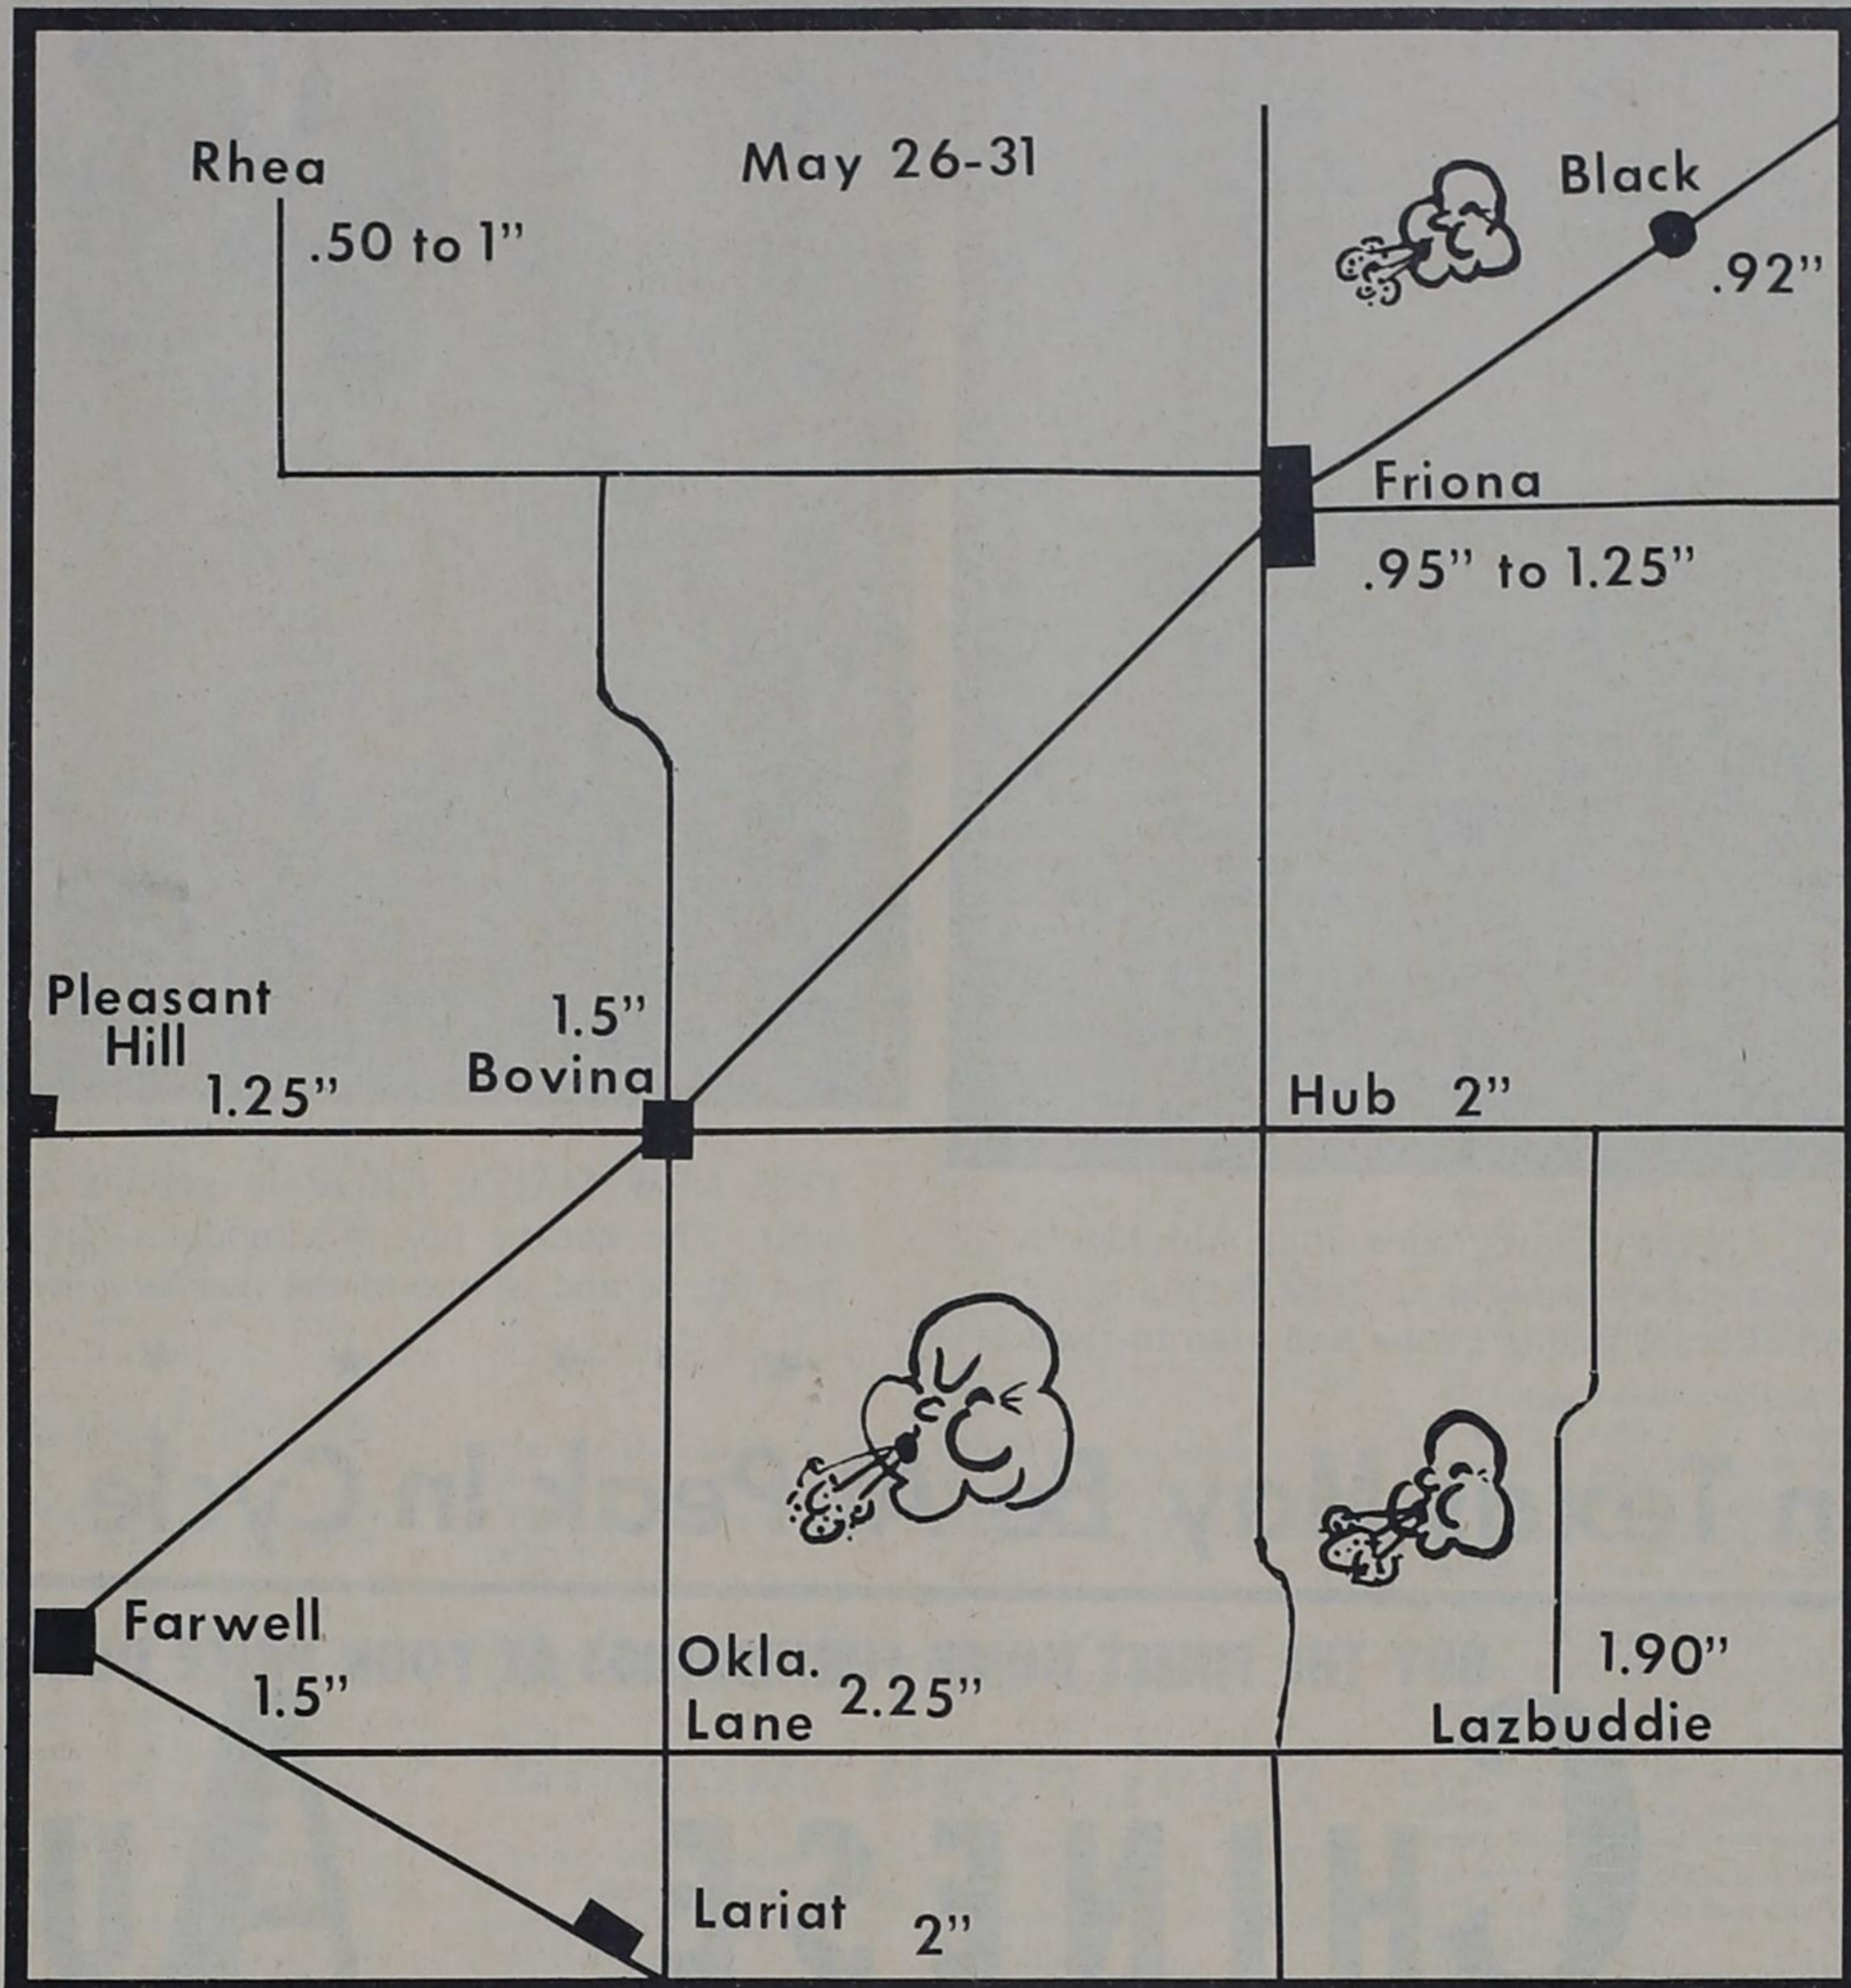 May 26-31
Rhea
.50 to 1”
Black
.92”
Friona
.95” to 1.25”
Pleasant
Hill
1.25”
1.5”
Bovina
Hub 2”
Farwell
1.5”
Okla.
Lane 2.25”
1.90”
Lazbuddie
Lariat 2”